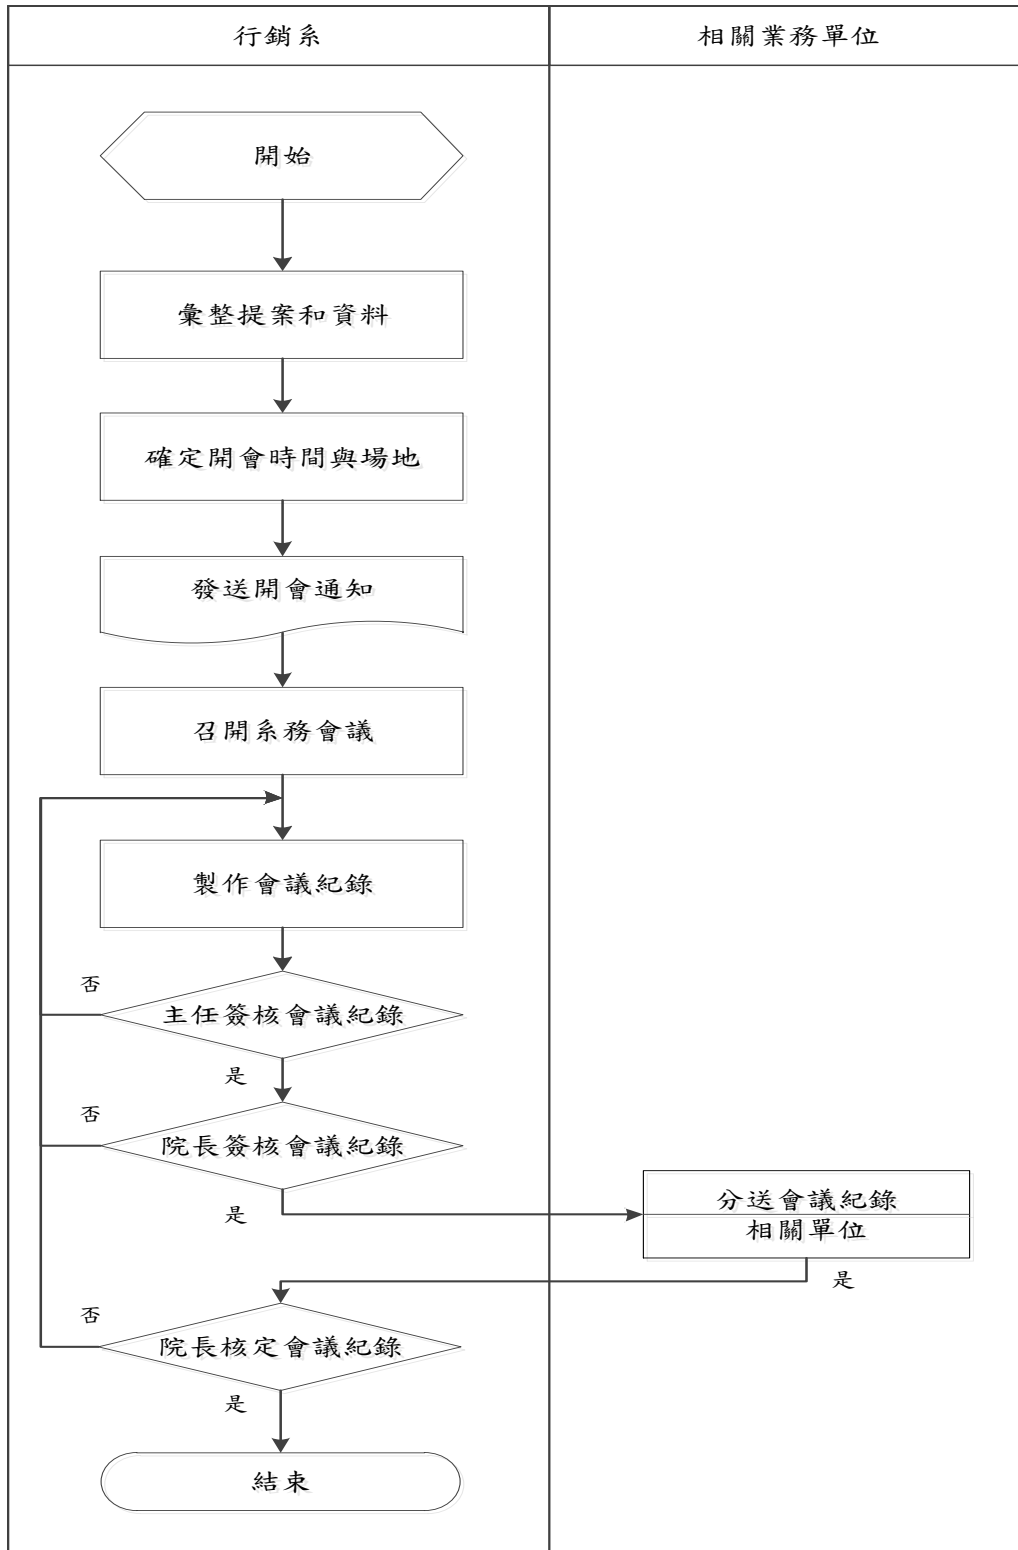 行銷系
相關業務單位
開始
彙整提案和資料
確定開會時間與場地
發送開會通知
召開系務會議
製作會議紀錄
否
主任簽核會議紀錄
是
否
院長簽核會議紀錄
是
分送會議紀錄
相關單位
是
否
院長核定會議紀錄
是
結束